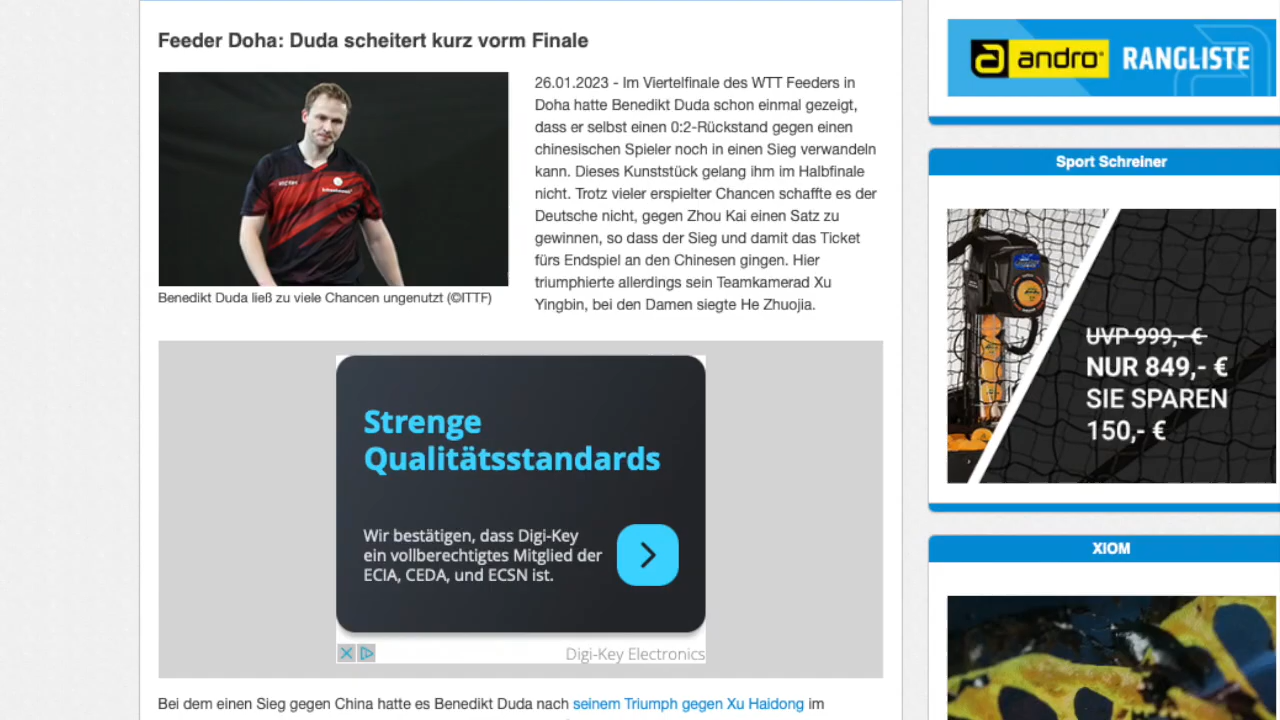 Feeder Doha: Duda scheitert kurz vorm Finale
26.01.2023 - Im Viertelfinale des WTT Feeders in
Doha hatte Benedikt Duda schon einmal gezeigt,
dass er selbst einen 0:2-Rückstand gegen einen
chinesischen Spieler noch in einen Sieg verwandeln
kann. Dieses Kunststück gelang ihm im Halbfinale
nicht. Trotz vieler erspielter Chancen schaffte es der
Deutsche nicht, gegen Zhou Kai einen Satz zu
gewinnen, so dass der Sieg und damit das Ticket
fürs Endspiel an den Chinesen gingen. Hier
triumphierte allerdings sein Teamkamerad Xu
Yingbin, bei den Damen siegte He Zhuojia.
Benedikt Duda ließ zu viele Chancen ungenutzt (©ITTF)
Strenge
Qualitätsstandards
Wir bestätigen, dass Digi-Key
ein vollberechtigtes Mitglied der
ECIA, CEDA, und ECSN ist.
Digi-Key Electronics
Bei dem einen Sieg gegen China hatte es Benedikt Duda nach seinem Triumph gegen Xu Haidong im
andro® RANGLISTE
Sport Schreiner
UVP 999,- €
NUR 849,- €
SIE SPAREN
150,- €
XIOM